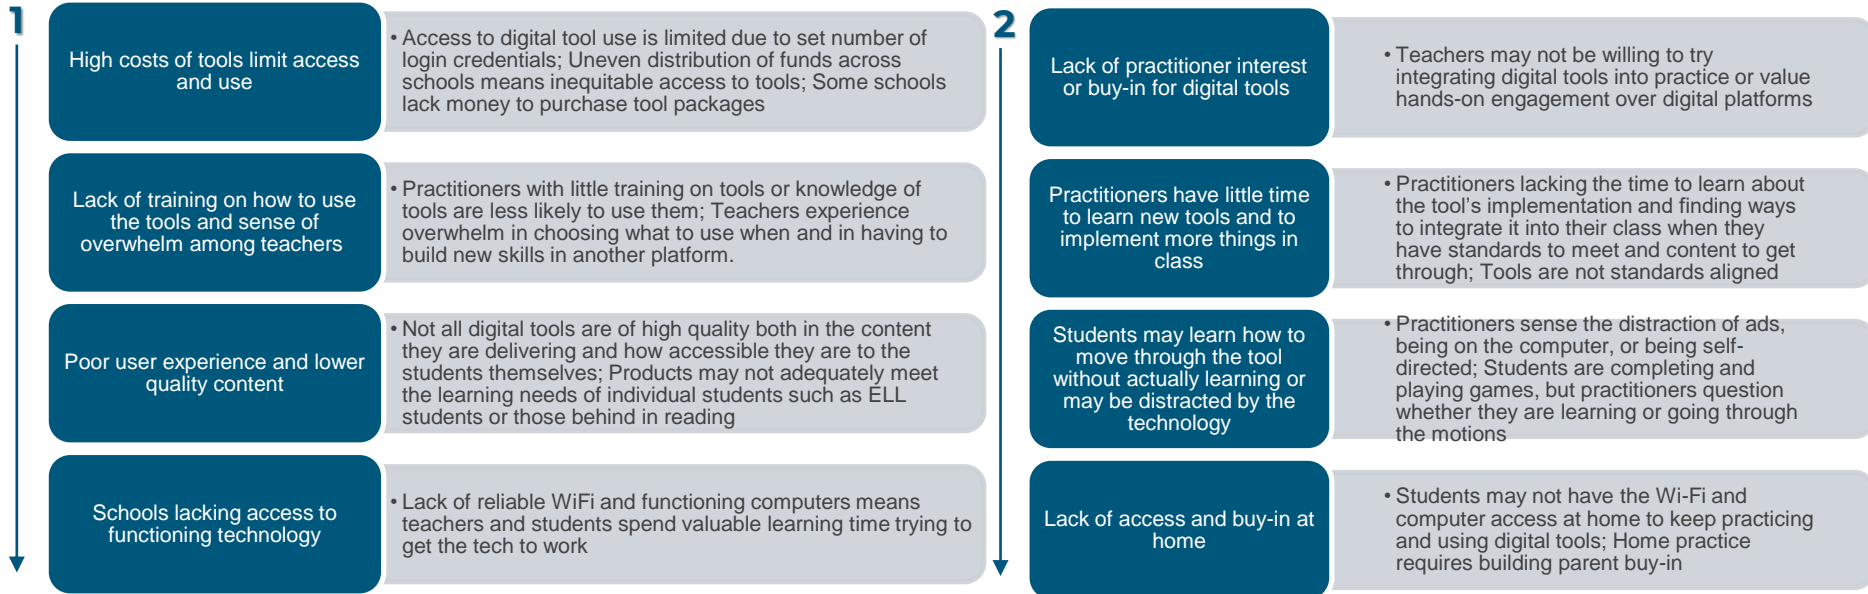 1
High costs of tools limit access
and use
• Access to digital tool use is limited due to set number of
login credentials; Uneven distribution of funds across
schools means inequitable access to tools; Some schools
lack money to purchase tool packages
Lack of training on how to use
the tools and sense of
overwhelm among teachers
• Practitioners with little training on tools or knowledge of
tools are less likely to use them; Teachers experience
overwhelm in choosing what to use when and in having to
build new skills in another platform.
Poor user experience and lower
quality content
• Not all digital tools are of high quality both in the content
they are delivering and how accessible they are to the
students themselves; Products may not adequately meet
the learning needs of individual students such as ELL
students or those behind in reading
Schools lacking access to
functioning technology
• Lack of reliable WiFi and functioning computers means
teachers and students spend valuable learning time trying to
get the tech to work
2
Lack of practitioner interest
or buy-in for digital tools
• Teachers may not be willing to try
integrating digital tools into practice or value
hands-on engagement over digital platforms
Practitioners have little time
to learn new tools and to
implement more things in
class
• Practitioners lacking the time to learn about
the tool's implementation and finding ways
to integrate it into their class when they
have standards to meet and content to get
through; Tools are not standards aligned
Students may learn how to
move through the tool
without actually learning or
may be distracted by the
technology
• Practitioners sense the distraction of ads,
being on the computer, or being self-
directed; Students are completing and
playing games, but practitioners question
whether they are learning or going through
the motions
Lack of access and buy-in at
home
• Students may not have the Wi-Fi and
computer access at home to keep practicing
and using digital tools; Home practice
requires building parent buy-in